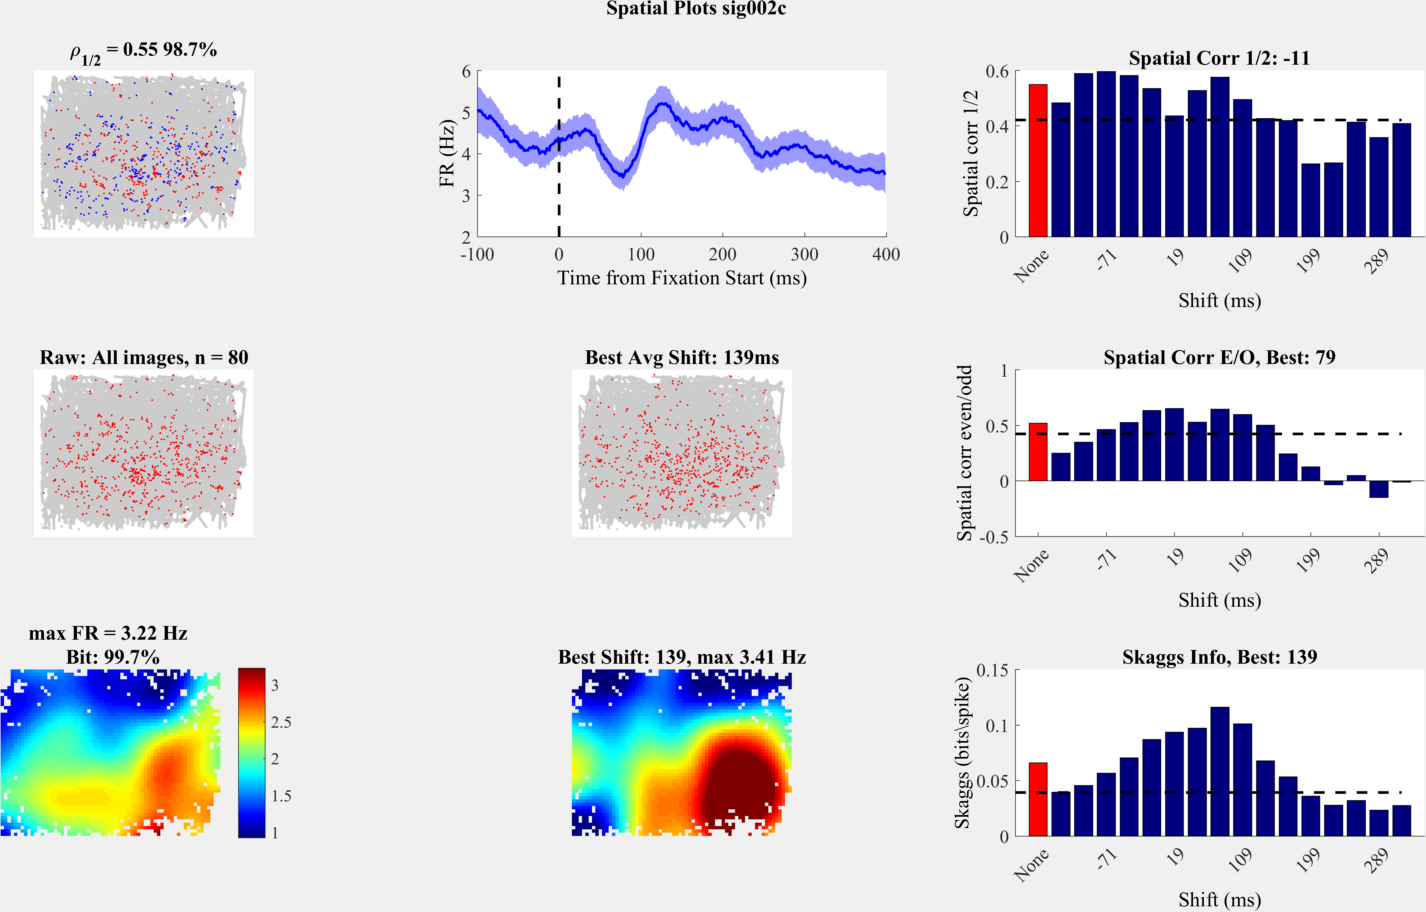 Spatial Plots sig002c
ρ1/2 = 0.55 98.7%
6
5
4
3
2
FR (Hz)
-100
0
100
200
300
400
Time from Fixation Start (ms)
Spatial Corr 1/2: -11
0.6
0.4
0.2
0
Spatial corr 1/2
None
-71
19
109
199
289
Shift (ms)
Raw: All images, n = 80
Best Avg Shift: 139ms
Spatial Corr E/O, Best: 79
1
0.5
0
-0.5
Spatial corr even/odd
None
-71
19
109
199
289
Shift (ms)
max FR = 3.22 Hz
Bit: 99.7%
3
2.5
2
1.5
1
Best Shift: 139, max 3.41 Hz
Skaggs Info, Best: 139
0.15
0.1
0.05
0
Skaggs (bits\spike)
None
-71
19
109
199
289
Shift (ms)